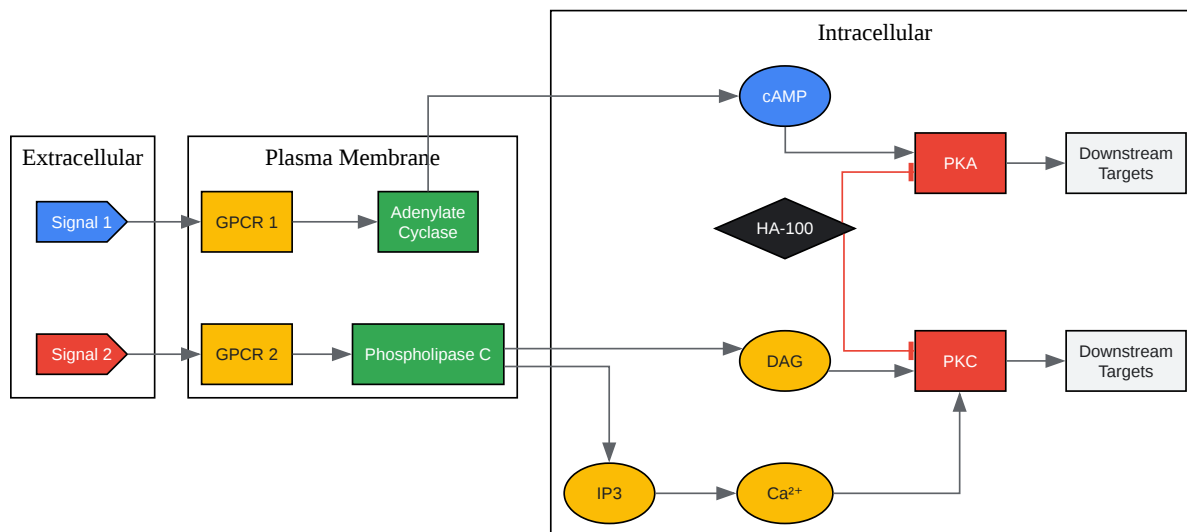 Intracellular
cAMP
Extracellular
Plasma Membrane
PKA
Downstream
Targets
Signal 1
GPCR 1
Adenylate
Cyclase
HA-100
Signal 2
GPCR 2
Phospholipase C
DAG
PKC
Downstream
Targets
IP3
Ca²⁺